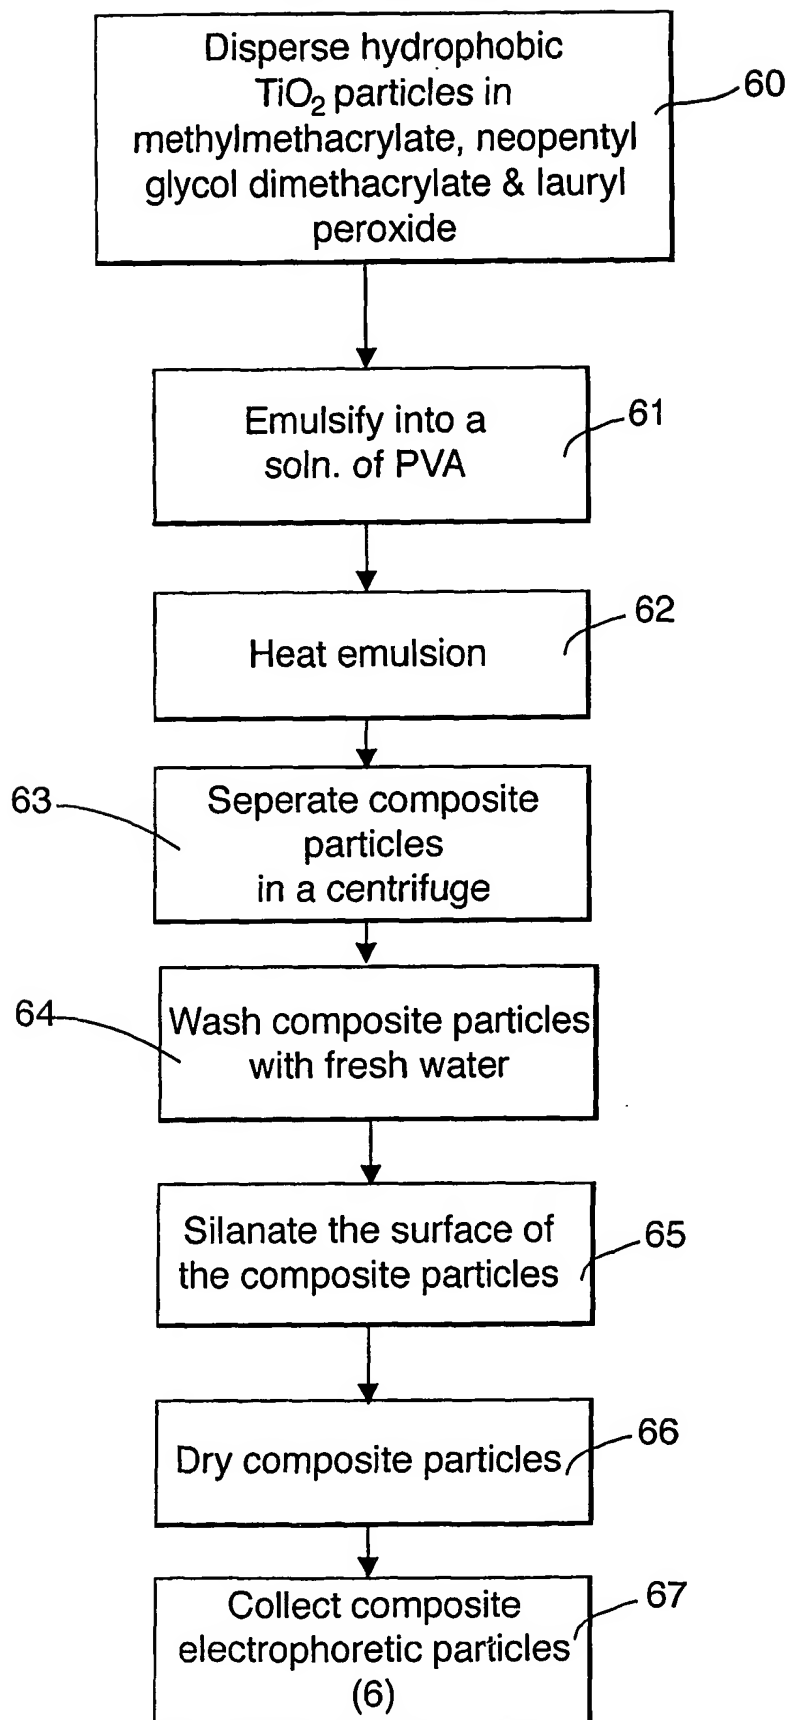 Disperse hydrophobic
TiO₂ particles in
methylmethacrylate, neopentyl
glycol dimethacrylate & lauryl
peroxide
60
Emulsify into a
soln. of PVA
61
Heat emulsion
62
Seperate composite
particles
in a centrifuge
63
Wash composite particles
with fresh water
64
Silanate the surface of
the composite particles
65
Dry composite particles
66
Collect composite
electrophoretic particles
(6)
67